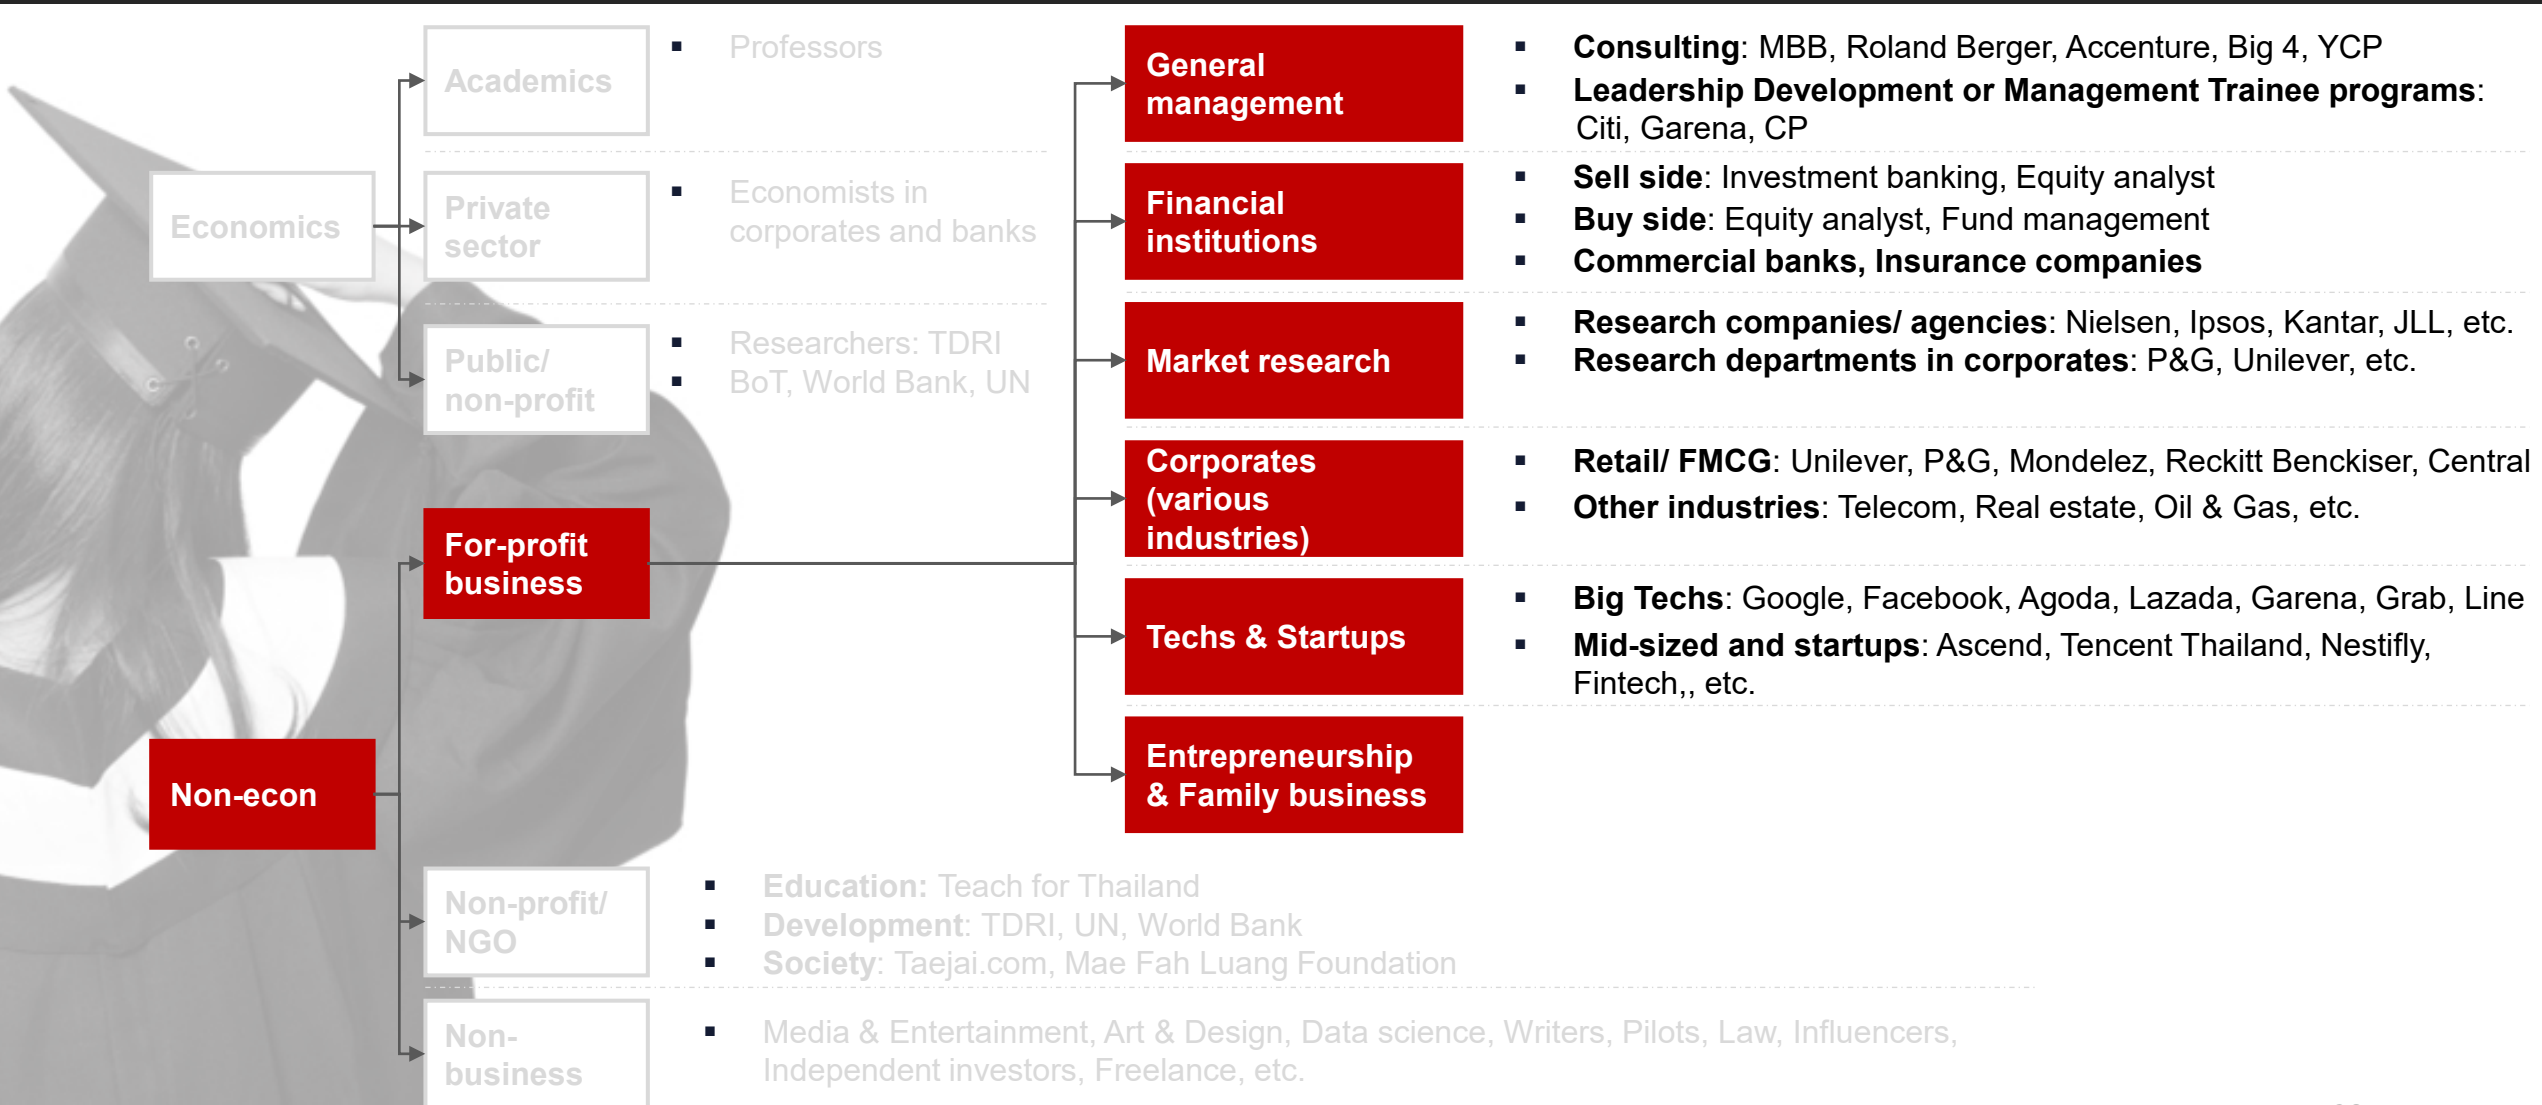 Economics
Academics
▪ Professors
Private
sector
▪ Economists in
corporates and banks
Public/
non-profit
▪ Researchers: TDRI
▪ BoT, World Bank, UN
Non-econ
For-profit
business
General
management
▪ Consulting: MBB, Roland Berger, Accenture, Big 4, YCP
▪ Leadership Development or Management Trainee programs:
Citi, Garena, CP
Financial
institutions
▪ Sell side: Investment banking, Equity analyst
▪ Buy side: Equity analyst, Fund management
▪ Commercial banks, Insurance companies
Market research
▪ Research companies/ agencies: Nielsen, Ipsos, Kantar, JLL, etc.
▪ Research departments in corporates: P&G, Unilever, etc.
Corporates
(various
industries)
▪ Retail/ FMCG: Unilever, P&G, Mondelez, Reckitt Benckiser, Central
▪ Other industries: Telecom, Real estate, Oil & Gas, etc.
Techs & Startups
▪ Big Techs: Google, Facebook, Agoda, Lazada, Garena, Grab, Line
▪ Mid-sized and startups: Ascend, Tencent Thailand, Nestifly,
Fintech,, etc.
Entrepreneurship
& Family business
Non-profit/
NGO
▪ Education: Teach for Thailand
▪ Development: TDRI, UN, World Bank
▪ Society: Taejai.com, Mae Fah Luang Foundation
Non-
business
▪ Media & Entertainment, Art & Design, Data science, Writers, Pilots, Law, Influencers,
Independent investors, Freelance, etc.